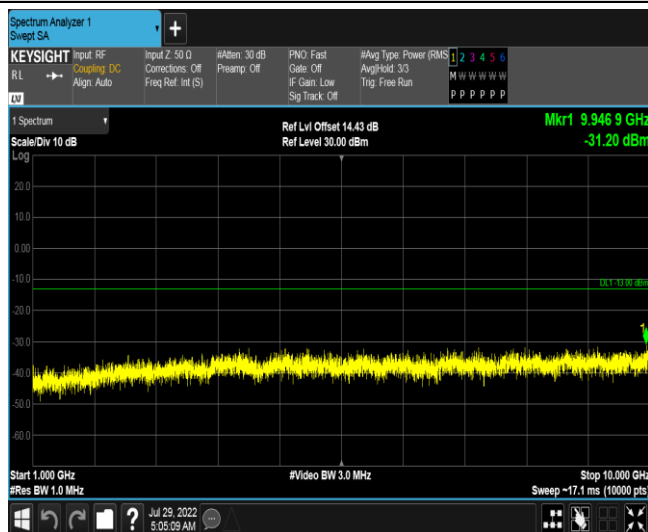 Spectrum Analyzer 1
Swept SA
+
KEYSIGHT
RL
LXI
Input: RF
Coupling: DC
Align: Auto
Input Z: 50 Ω
Corrections: Off
Freq Ref: Int (S)
#Atten: 30 dB
Preamp: Off
PNO: Fast
Gate: Off
IF Gain: Low
Sig Track: Off
#Avg Type: Power (RMS
Avg|Hold: 3/3
Trig: Free Run
1 2 3 4 5 6
M W W W W W
P P P P P P
1 Spectrum
Scale/Div 10 dB
Ref Lvl Offset 14.43 dB
Ref Level 30.00 dBm
Mkr1 9.946 9 GHz
-31.20 dBm
Log
20.0
10.0
0.00
-10.0
DL1 -13.00 dBm
-20.0
-30.0
1
-40.0
-50.0
-60.0
Start 1.000 GHz
#Video BW 3.0 MHz
Stop 10.000 GHz
#Res BW 1.0 MHz
Sweep ~17.1 ms (10000 pts)
?
Jul 29, 2022
5:05:09 AM